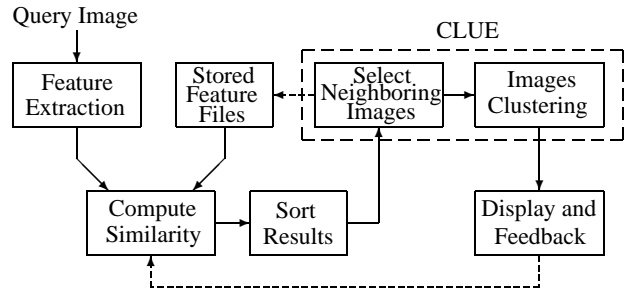 Query Image
CLUE
Feature
Extraction
Stored
Feature
Files
Select
Neighboring
Images
Images
Clustering
Compute
Similarity
Sort
Results
Display and
Feedback